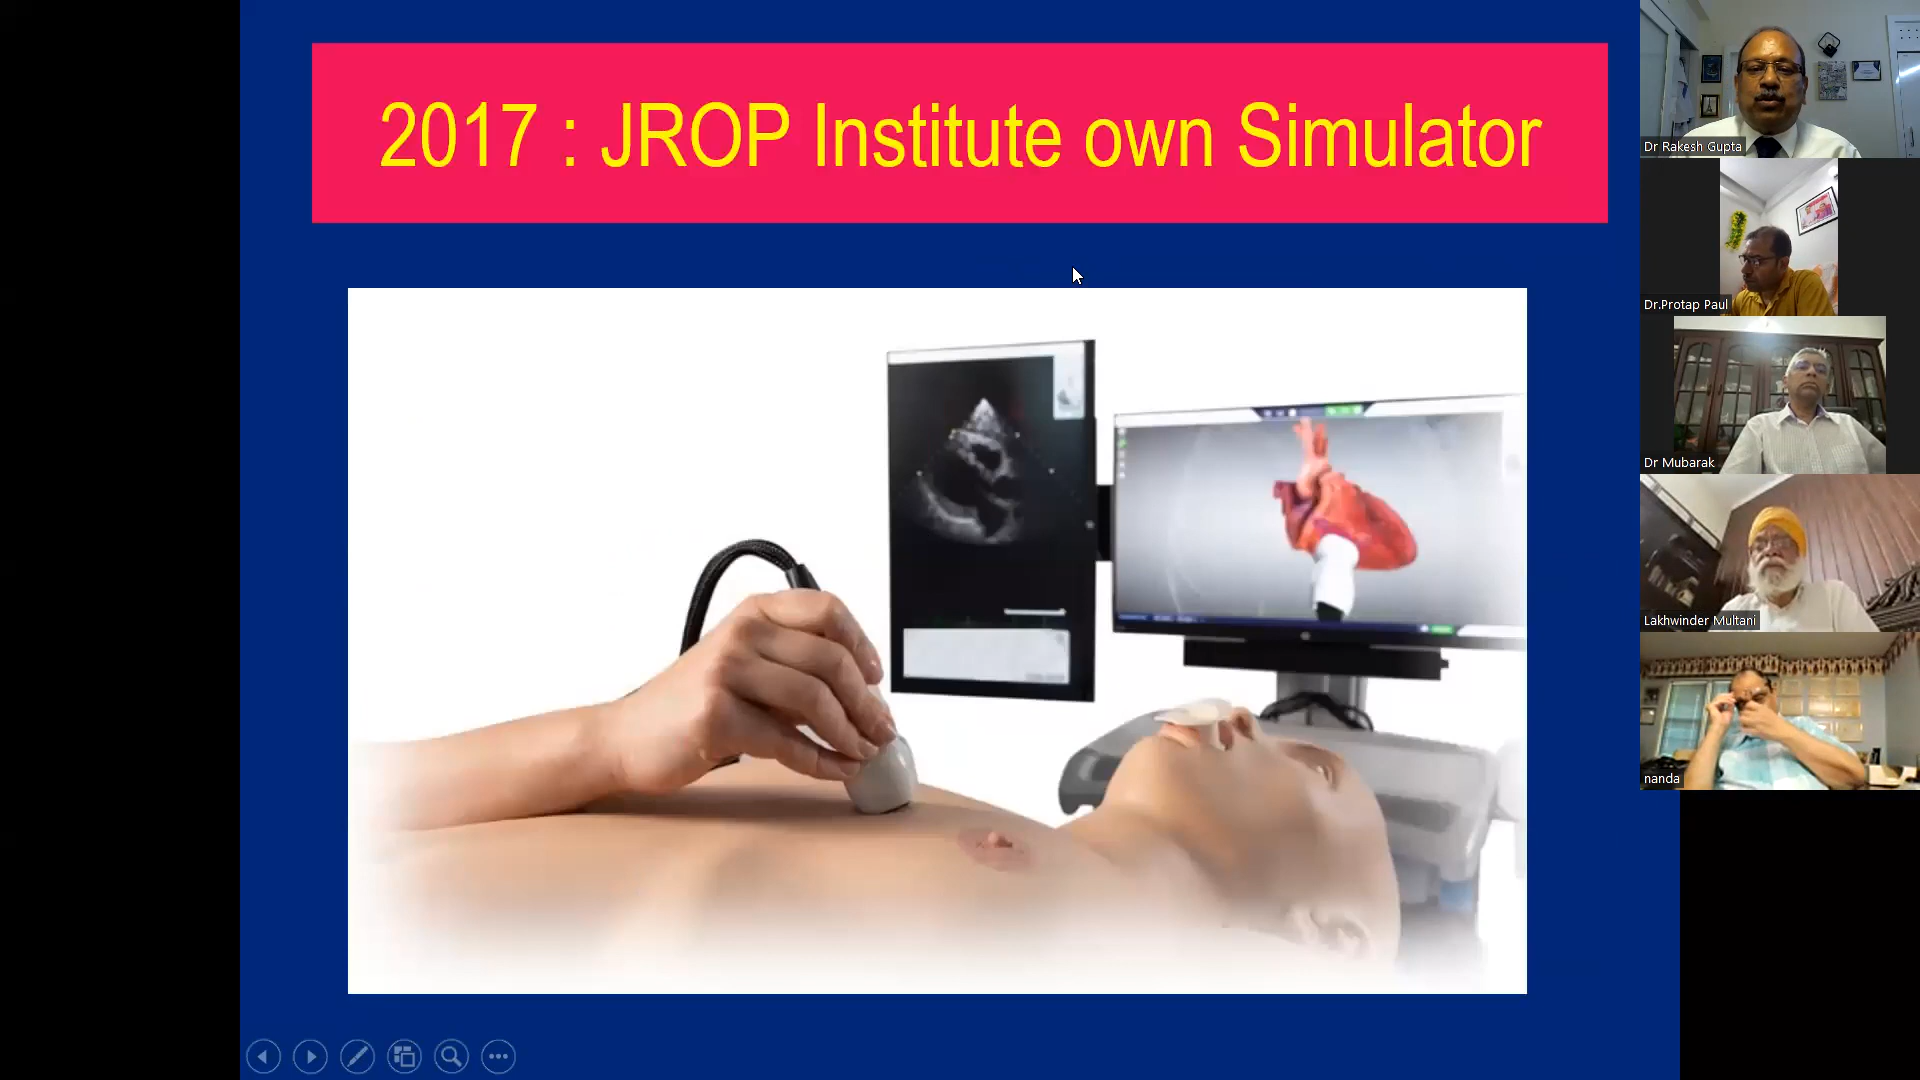 2017 : JROP Institute own Simulator
Dr Rakesh Gupta
Dr.Protap Paul
Dr Mubarak
Lakhwinder Multani
nanda